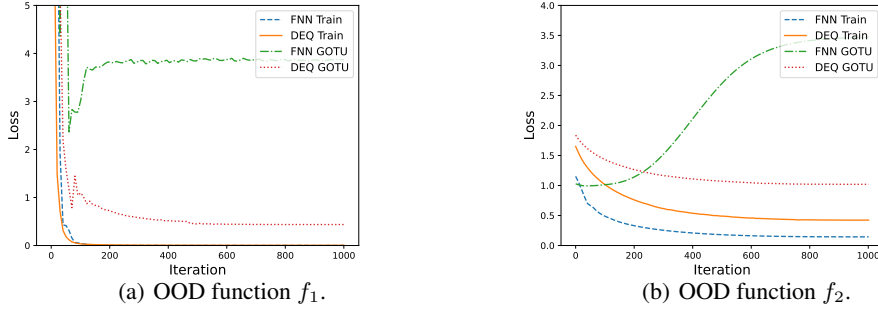 5
4
3
2
1
0
Loss
0 200 400 600 800 1000
Iteration
FNN Train
DEQ Train
FNN GOTU
DEQ GOTU
(a) OOD function f₁.
4.0
3.5
3.0
2.5
2.0
1.5
1.0
0.5
0.0
Loss
0 200 400 600 800 1000
Iteration
FNN Train
DEQ Train
FNN GOTU
DEQ GOTU
(b) OOD function f₂.